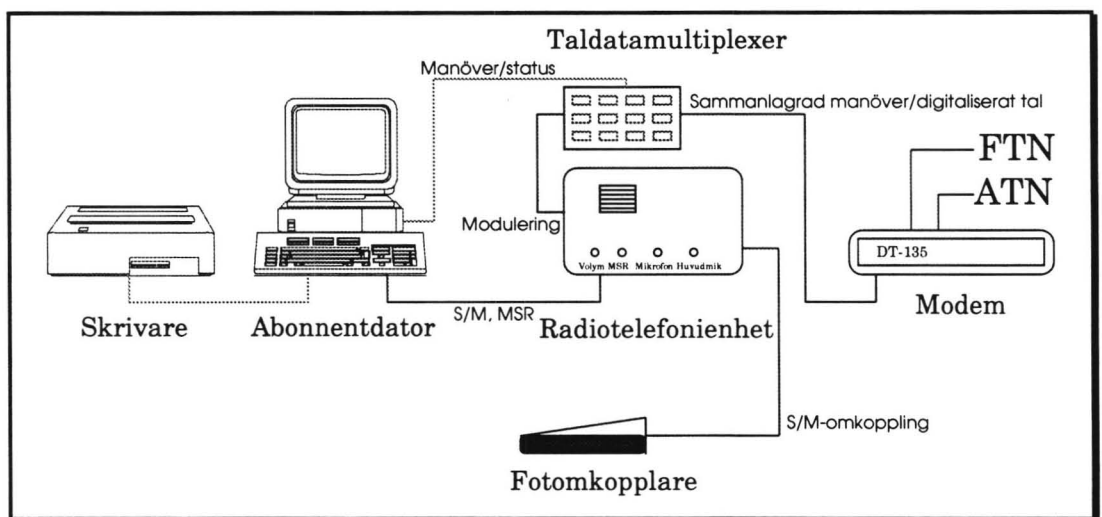 Taldatamultiplexer
Manöver/status
Sammanlagrad manöver/digitaliserat tal
FTN
ATN
Modulering
Volym MSR Mikrofon Huvudmik
DT-135
S/M, MSR
Skrivare
Abonnentdator
Radiotelefonienhet
Modem
S/M-omkoppling
Fotomkopplare